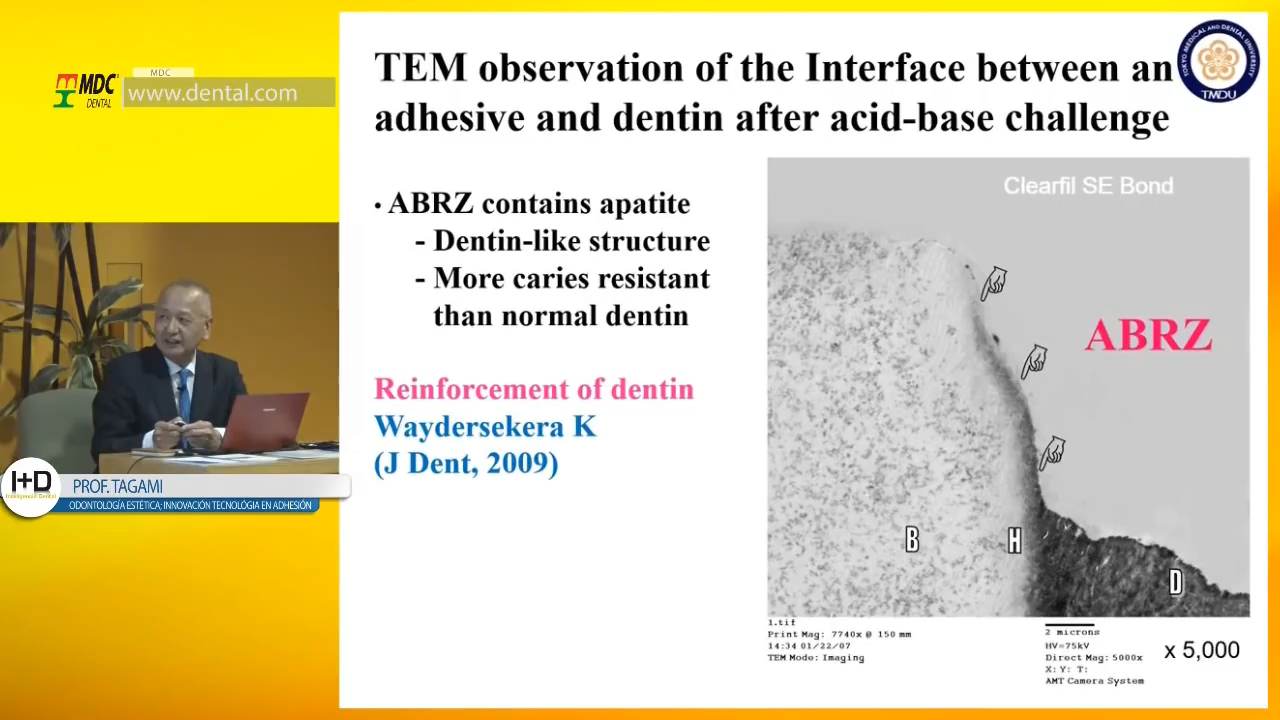 MDC
DENTAL
MDC
www.dental.com
TEM observation of the Interface between an
adhesive and dentin after acid-base challenge
TOKYO MEDICAL AND DENTAL UNIVERSITY
TMDU
• ABRZ contains apatite
- Dentin-like structure
- More caries resistant
than normal dentin
Reinforcement of dentin
Waydersekera K
(J Dent, 2009)
Clearfil SE Bond
ABRZ
B
H
D
1.tif
Print Mag: 7740x @ 150 mm
14:34 01/22/07
TEM Mode: Imaging
2 microns
HV=75kV
Direct Mag: 5000x
X: Y: T:
AMT Camera System
x 5,000
I+D
PROF. TAGAMI
ODONTOLOGÍA ESTÉTICA; INNOVACIÓN TECNOLÓGIA EN ADHESIÓN